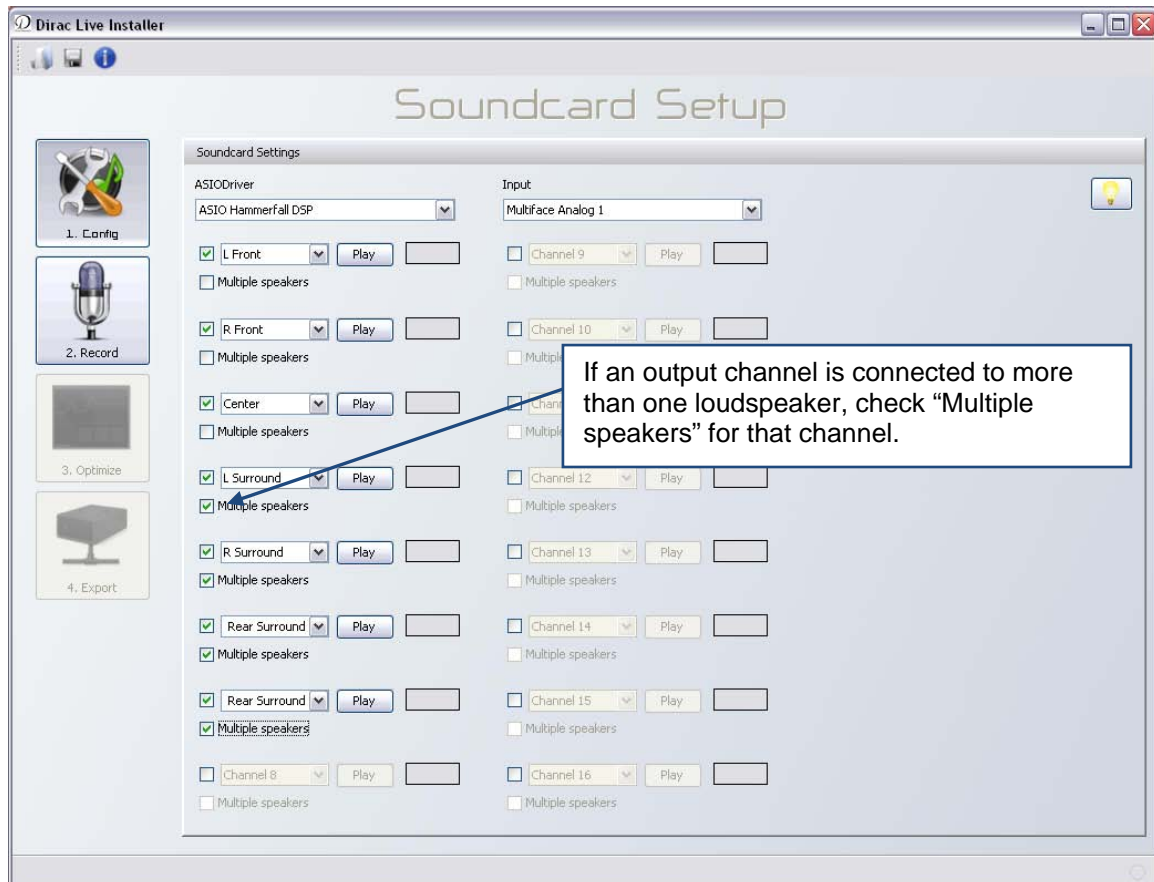 Dirac Live Installer
Soundcard Setup
1. Config
2. Record
3. Optimize
4. Export
Soundcard Settings
ASIODriver
ASIO Hammerfall DSP
Input
Multiface Analog 1
L Front Play
Multiple speakers
R Front Play
Multiple speakers
Center Play
Multiple speakers
L Surround Play
Multiple speakers
R Surround Play
Multiple speakers
Rear Surround Play
Multiple speakers
Rear Surround Play
Multiple speakers
Channel 8 Play
Multiple speakers
Channel 9 Play
Multiple speakers
Channel 10 Play
If an output channel is connected to more
than one loudspeaker, check “Multiple
speakers” for that channel.
Channel 12 Play
Multiple speakers
Channel 13 Play
Multiple speakers
Channel 14 Play
Multiple speakers
Channel 15 Play
Multiple speakers
Channel 16 Play
Multiple speakers